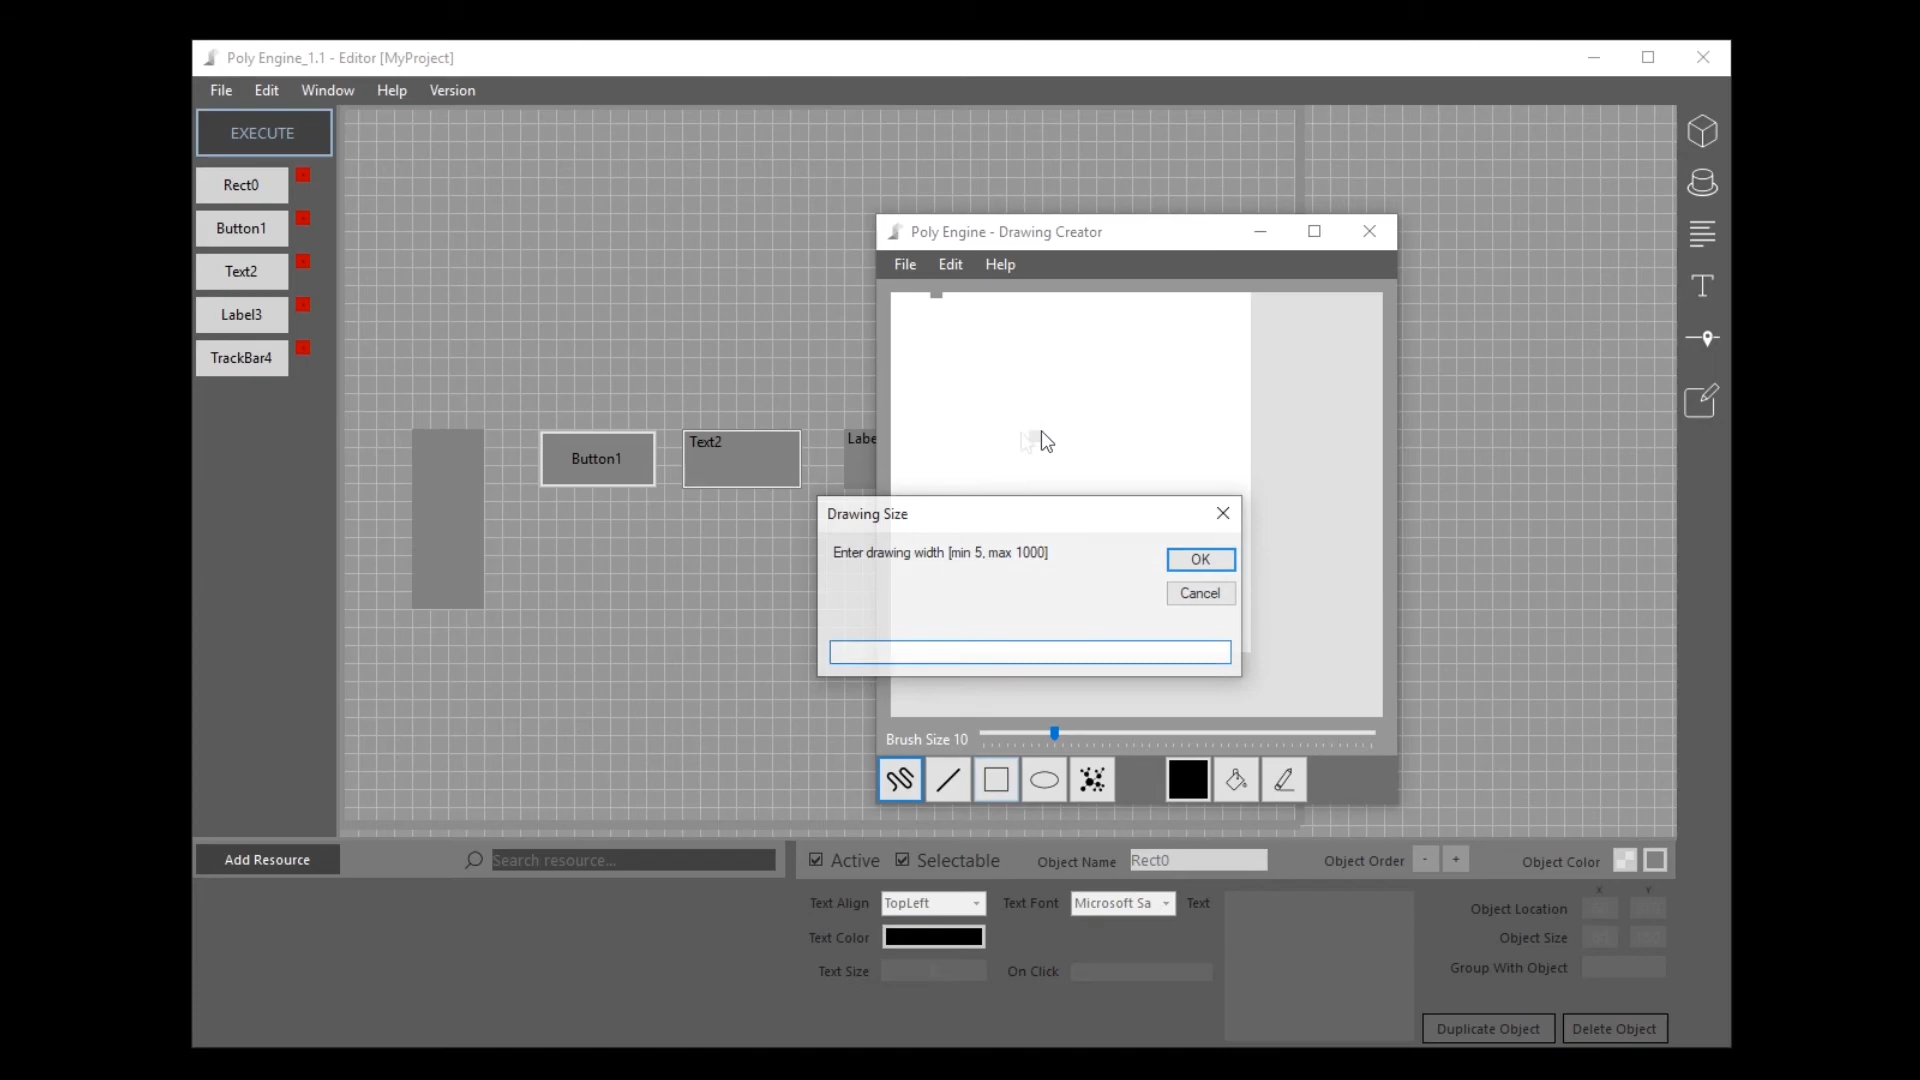 Poly Engine_1.1 - Editor [MyProject]
File Edit Window Help Version
EXECUTE
Rect0
Button1
Text2
Label3
TrackBar4
Button1
Text2
Labe
Poly Engine - Drawing Creator
File Edit Help
Drawing Size
Enter drawing width [min 5, max 1000]
OK
Cancel
Brush Size 10
Add Resource
Search resource...
Active Selectable Object Name Rect0 Object Order - + Object Color
Text Align TopLeft Text Font Microsoft Sa Text
Text Color
Text Size On Click
X Y
Object Location
Object Size
Group With Object
Duplicate Object Delete Object